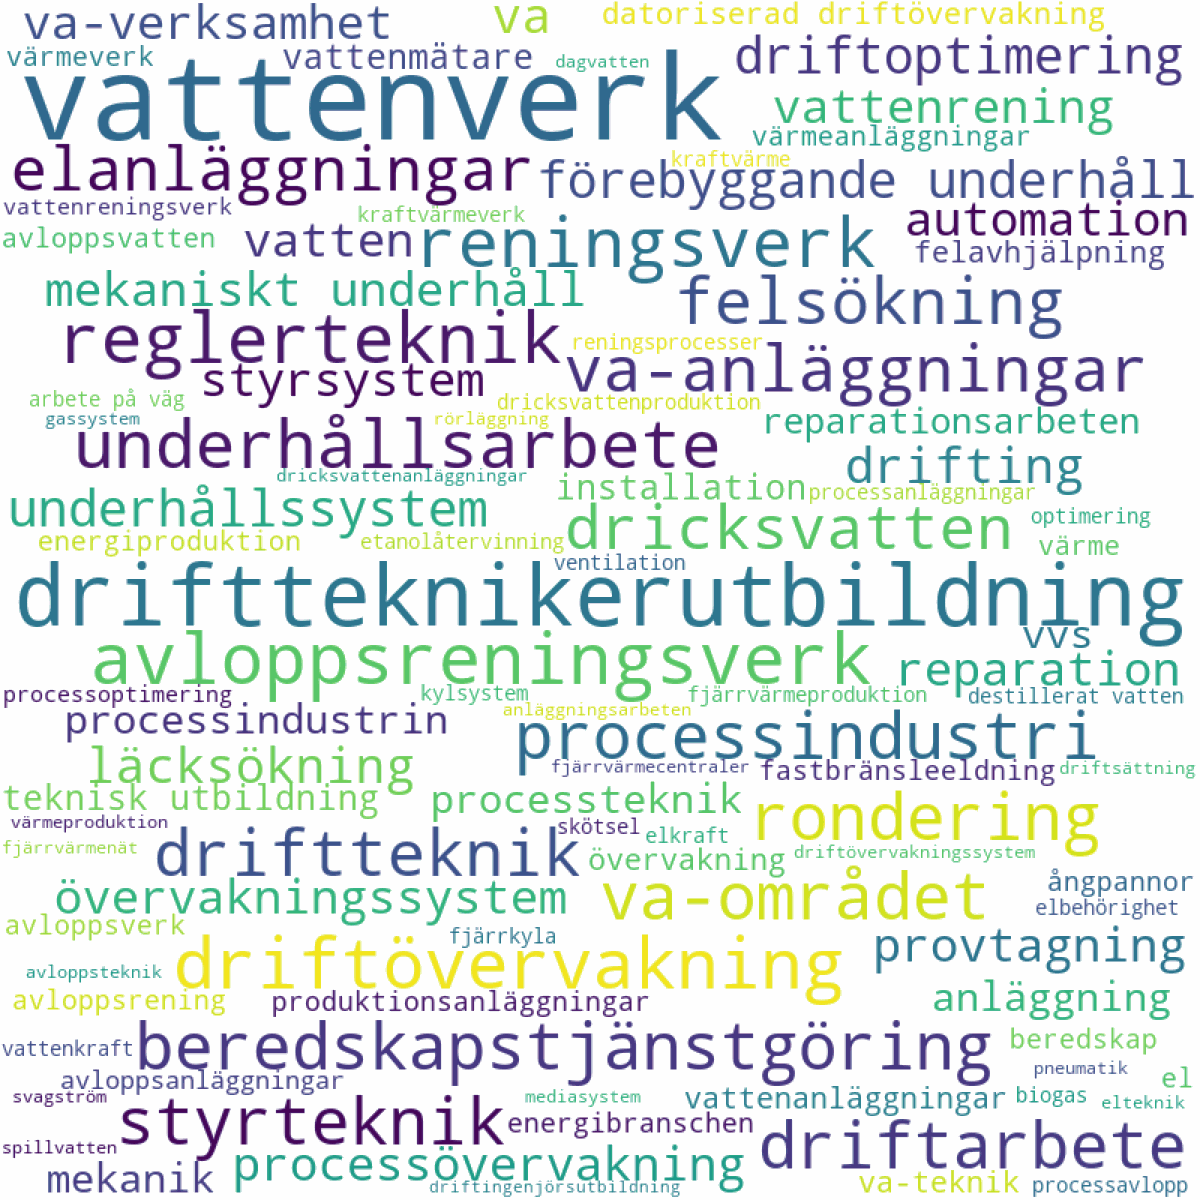 va-verksamhet
va
datoriserad driftövervakning
värmeverk
vattenmätare
dagvatten
driftoptimering
vattenverk
vattenrening
värmeanläggningar
elanläggningar
kraftvärme
förebyggande underhåll
vattenreningsverk
kraftvärmeverk
automation
avloppsvatten
vatten
reningsverk
felavhjälpning
mekaniskt underhåll
felsökning
reglerteknik
reningsprocesser
styrsystem
va-anläggningar
arbete på väg
dricksvattenproduktion
gassystem
rörläggning
reparationsarbeten
underhållsarbete
drifting
dricksvattenanläggningar
installation
processanläggningar
underhållssystem
dricksvatten
optimering
energiproduktion
etanolåtervinning
värme
ventilation
driftteknikerutbildning
vvs
avloppsreningsverk
reparation
processoptimering
kylsystem
fjärrvärmeproduktion
destillerat vatten
processindustrin
anläggningsarbeten
processindustri
läcksökning
fjärrvärmecentraler
fastbränsleeldning
driftsättning
teknisk utbildning
processteknik
rondering
värmeproduktion
skötsel
elkraft
fjärrvärmenät
driftteknik
övervakning
driftövervakningssystem
övervakningssystem
va-området
ångpannor
elbehörighet
avloppsverk
fjärrkyla
provtagning
avloppsteknik
driftövervakning
avloppsrening
produktionsanläggningar
anläggning
vattenkraft
beredskapstjänstgöring
beredskap
pneumatik
avloppsanläggningar
el
svagström
mediasystem
vattenanläggningar
biogas
elteknik
styrteknik
energibranschen
spillvatten
driftarbete
mekanik
processövervakning
driftingenjörsutbildning
va-teknik
processavlopp